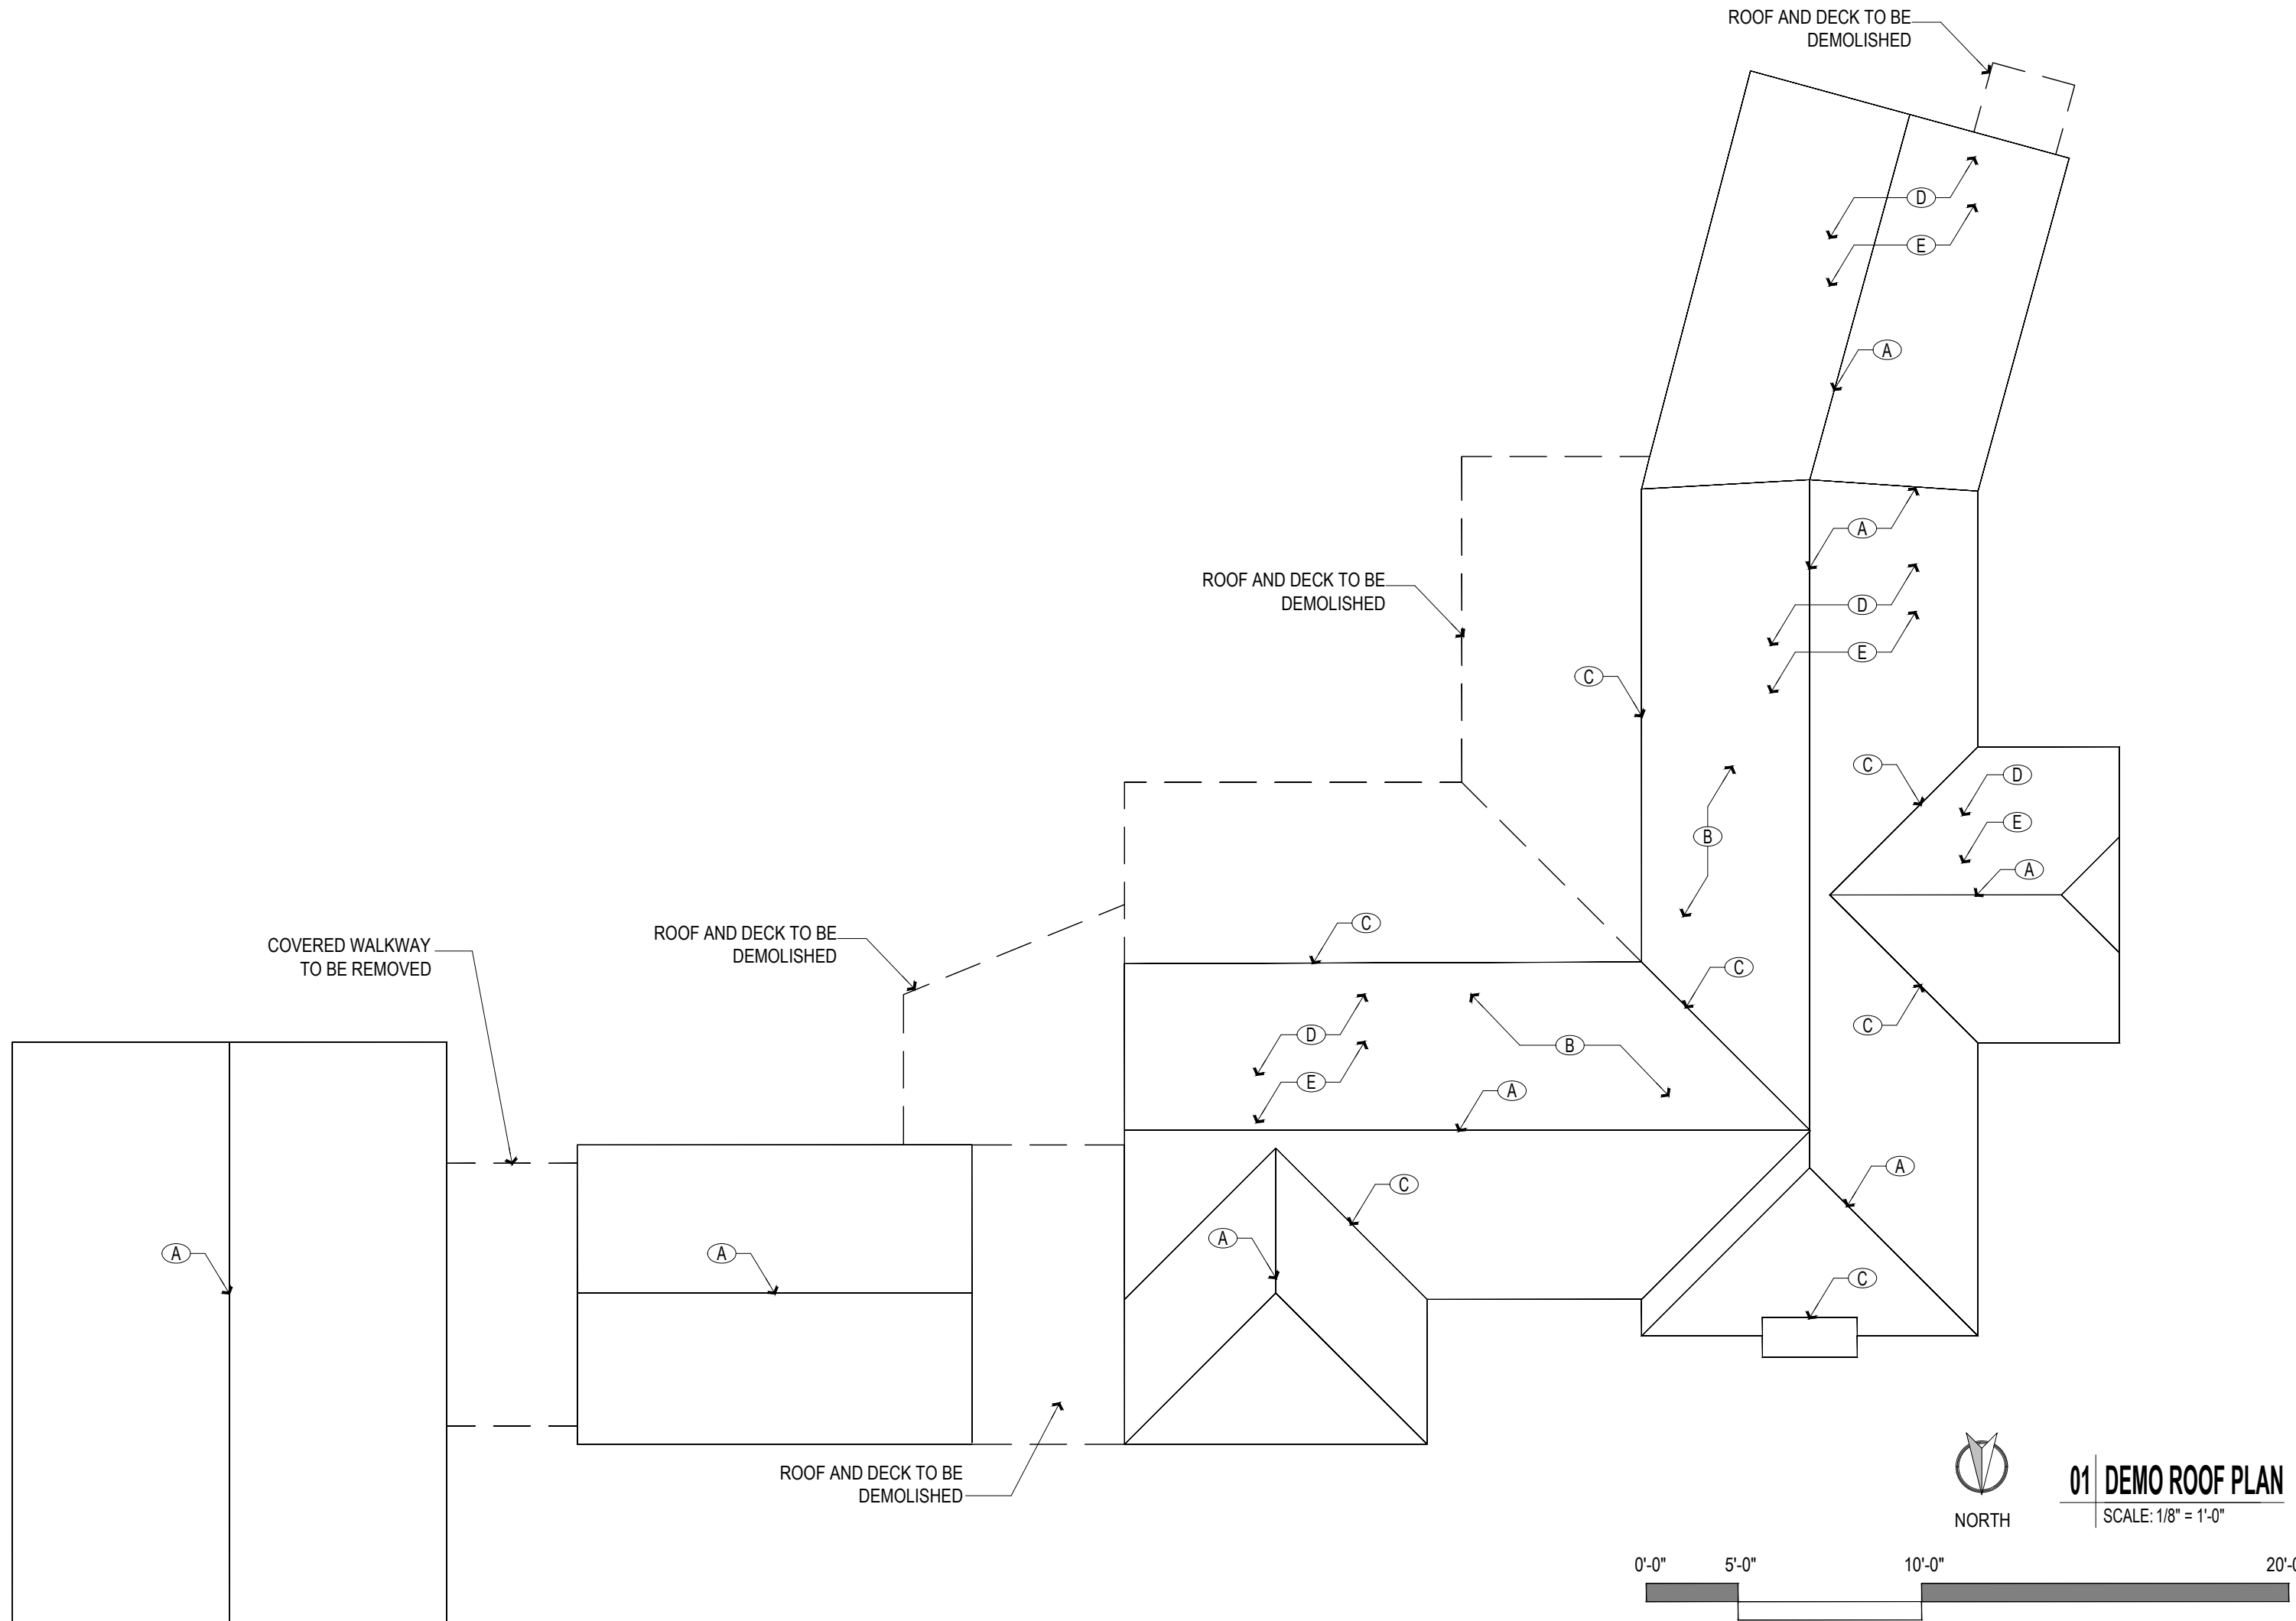 ROOF AND DECK TO BE
DEMOLISHED
D
E
A
A
ROOF AND DECK TO BE
DEMOLISHED
D
E
C
C
D
E
B
A
C
ROOF AND DECK TO BE
DEMOLISHED
COVERED WALKWAY
TO BE REMOVED
C
C
D
B
E
A
A
C
A
A
A
C
ROOF AND DECK TO BE
DEMOLISHED
NORTH
01 DEMO ROOF PLAN
SCALE: 1/8" = 1'-0"
0'-0" 5'-0" 10'-0" 20'-0